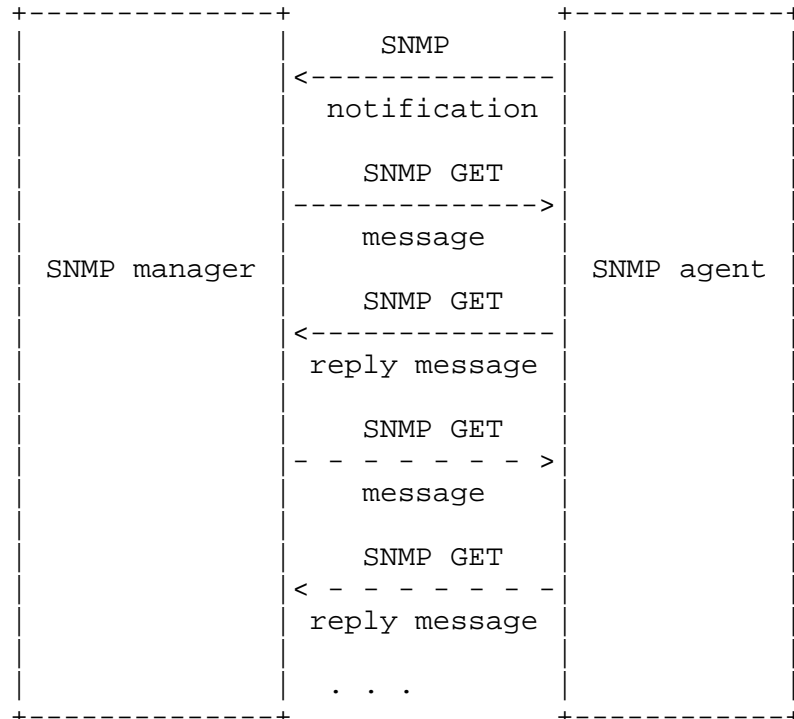 SNMP
notification
SNMP GET
message
SNMP manager
SNMP agent
SNMP GET
reply message
SNMP GET
message
SNMP GET
reply message
. . .